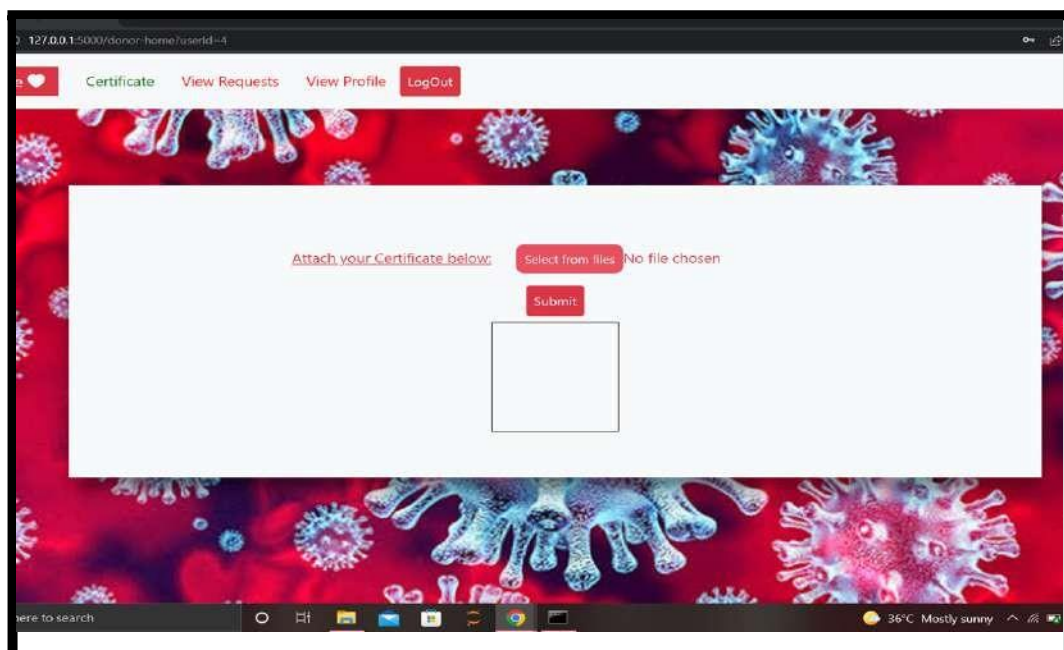 127.0.0.1:5000/donor-home?userId=4
Certificate View Requests View Profile LogOut
Attach your Certificate below: Select from files No file chosen
Submit
here to search 36°C Mostly sunny